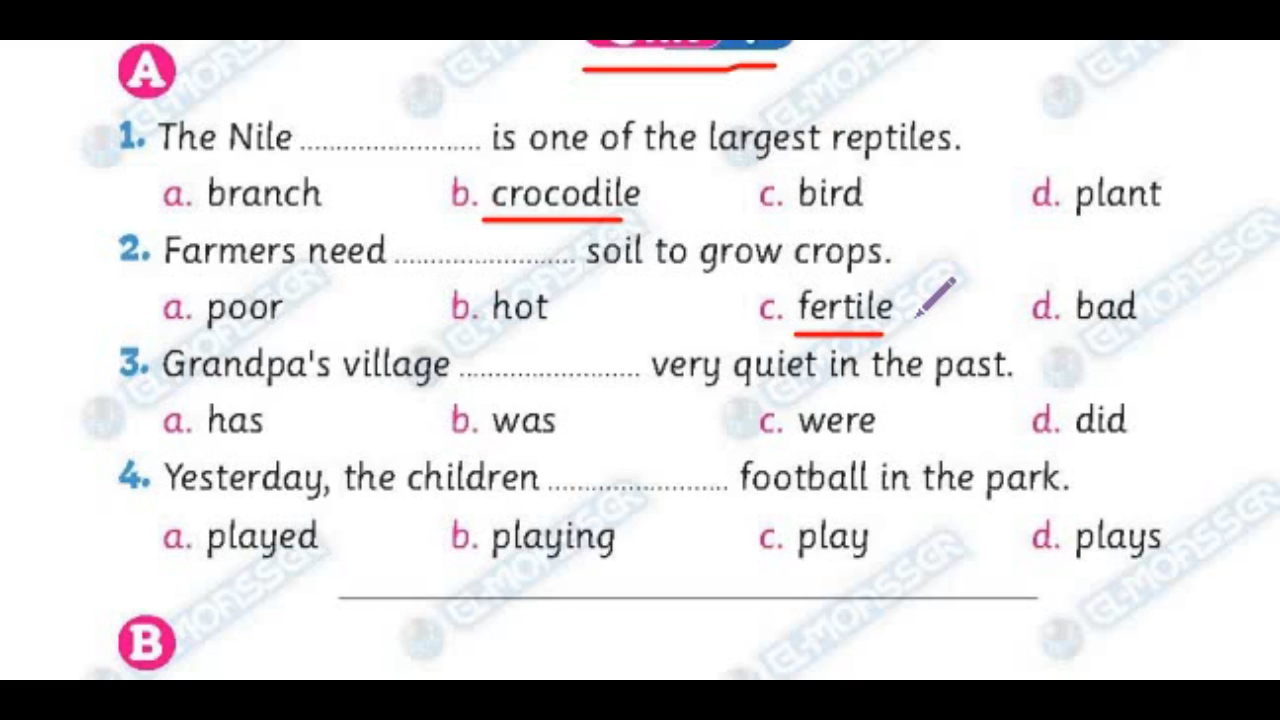 A
1. The Nile ........................ is one of the largest reptiles.
a. branch b. crocodile c. bird d. plant
2. Farmers need ........................ soil to grow crops.
a. poor b. hot c. fertile d. bad
3. Grandpa's village ........................ very quiet in the past.
a. has b. was c. were d. did
4. Yesterday, the children ........................ football in the park.
a. played b. playing c. play d. plays
B